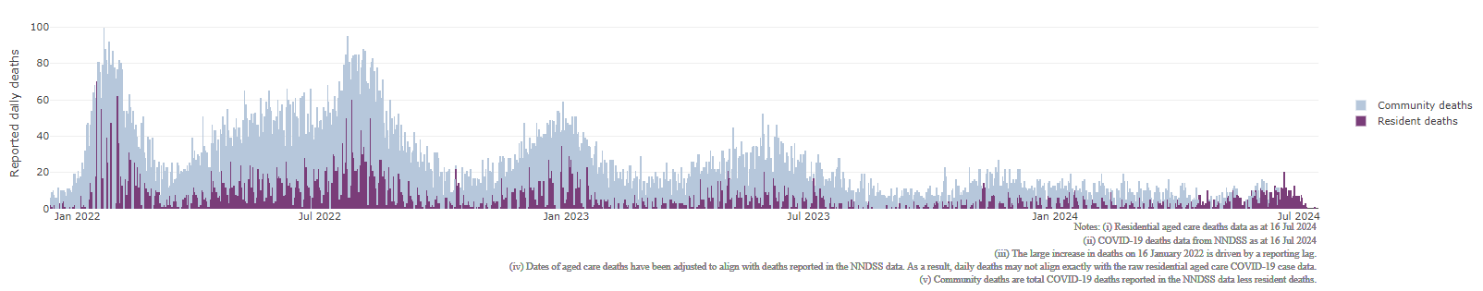 Reported daily deaths
100
80
60
40
20
0
Jan 2022
Jul 2022
Jan 2023
Jul 2023
Jan 2024
Jul 2024
Community deaths
Resident deaths
Notes: (i) Residential aged care deaths data as at 16 Jul 2024
(ii) COVID-19 deaths data from NNDSS as at 16 Jul 2024
(iii) The large increase in deaths on 16 January 2022 is driven by a reporting lag.
(iv) Dates of aged care deaths have been adjusted to align with deaths reported in the NNDSS data. As a result, daily deaths may not align exactly with the raw residential aged care COVID-19 case data.
(v) Community deaths are total COVID-19 deaths reported in the NNDSS data less resident deaths.